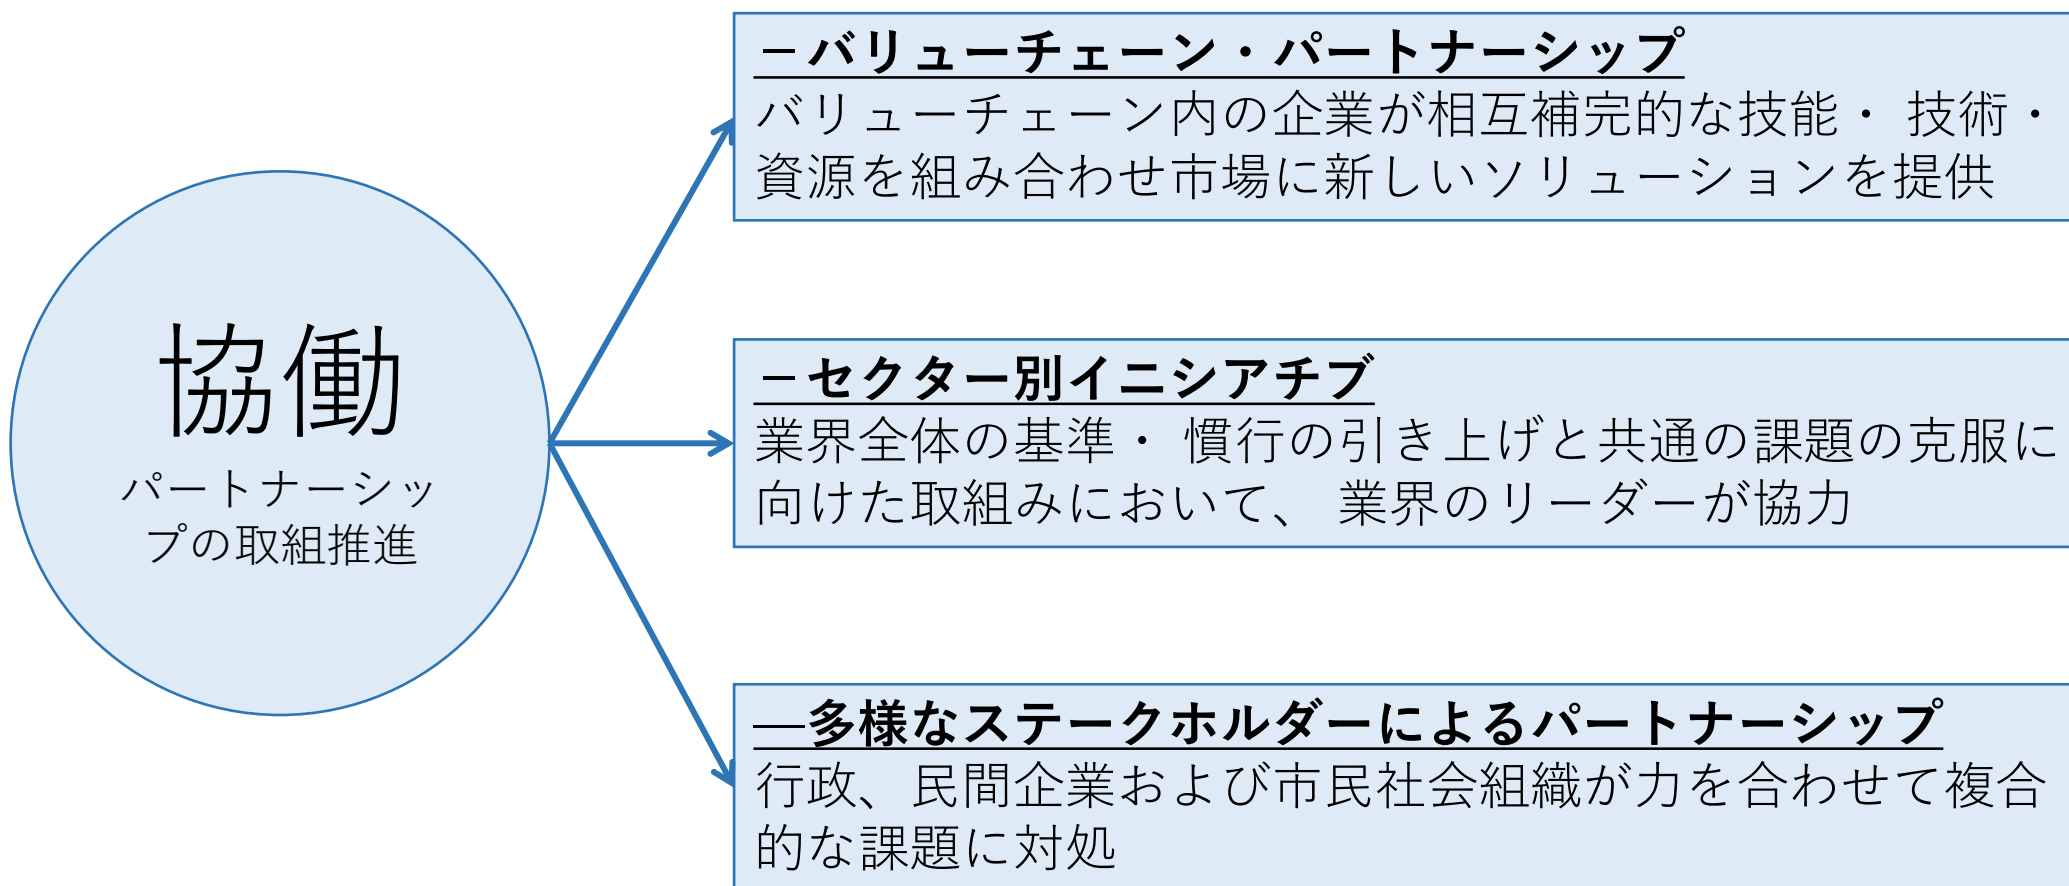 協働
パートナーシッ
プの取組推進
－バリューチェーン・パートナーシップ
バリューチェーン内の企業が相互補完的な技能・ 技術・
資源を組み合わせ市場に新しいソリューションを提供
－セクター別イニシアチブ
業界全体の基準・ 慣行の引き上げと共通の課題の克服に
向けた取組みにおいて、 業界のリーダーが協力
―多様なステークホルダーによるパートナーシップ
行政、民間企業および市民社会組織が力を合わせて複合
的な課題に対処